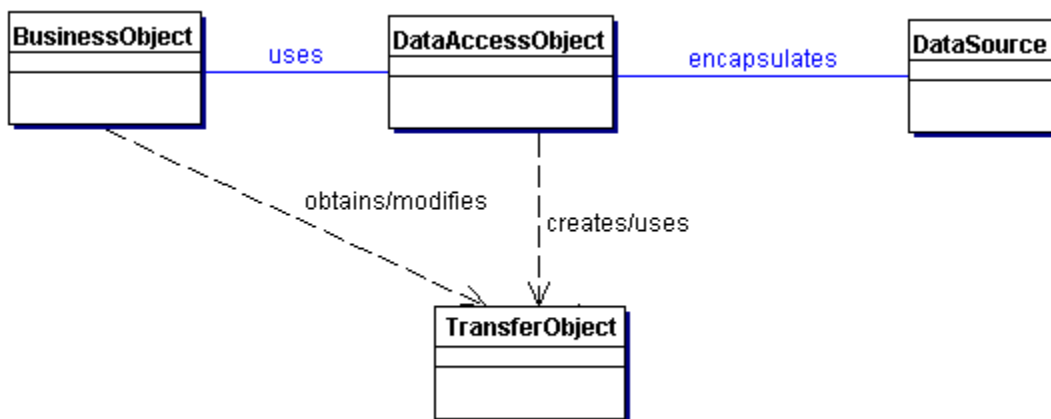 BusinessObject
uses
DataAccessObject
encapsulates
DataSource
obtains/modifies
creates/uses
TransferObject